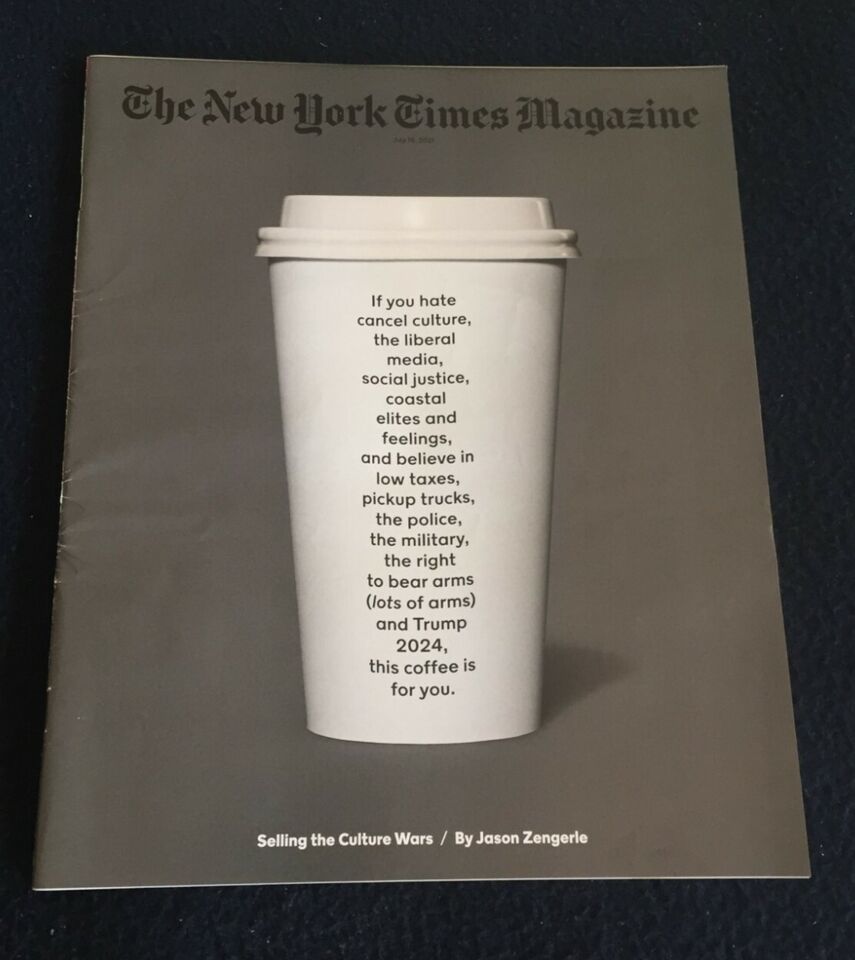 The New York Times Magazine
If you hate
cancel culture,
the liberal
media,
social justice,
coastal
elites and
feelings,
and believe in
low taxes,
pickup trucks,
the police,
the military,
the right
to bear arms
(lots of arms)
and Trump
2024,
this coffee is
for you.
Selling the Culture Wars / By Jason Zengerle